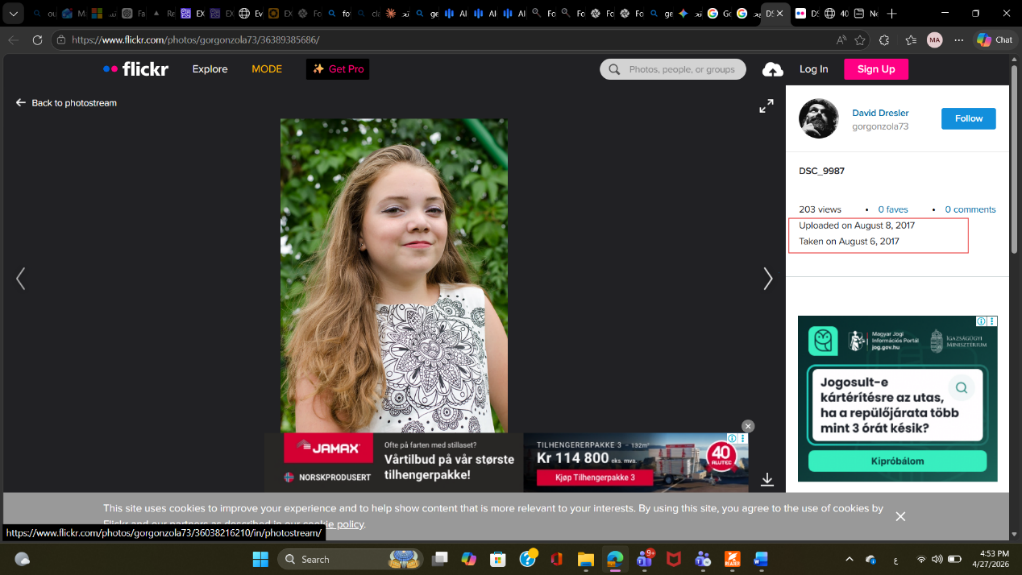 https://www.flickr.com/photos/gorgonzola73/36389385686/
MA
Chat
flickr
Explore
MODE
Get Pro
Photos, people, or groups
Log In
Sign Up
Back to photostream
David Dresler
gorgonzola73
Follow
DSC_9987
203 views
• 0 faves
• 0 comments
Uploaded on August 8, 2017
Taken on August 6, 2017
Magyar Jogi
Információs Portál
jog.gov.hu
IGAZSÁGÜGYI
MINISZTÉRIUM
Jogosult-e
kártérítésre az utas,
ha a repülőjárata több
mint 3 órát késik?
Kipróbálom
JAMAX
NORSKPRODUSERT
Ofte på farten med stillaset?
Vårtilbud på vår største
tilhengerpakke!
TILHENGERERPAKKE 3 - 192m²
Kr 114 800 eks. mva.
Kjøp Tilhengerpakke 3
40
ALUTEC
This site uses cookies to improve your experience and to help show content that is more relevant to your interests. By using this site, you agree to the use of cookies by
Flickr and our partners as described in our cookie policy.
https://www.flickr.com/photos/gorgonzola73/36038216210/in/photostream/
Search
9+
ع
4:53 PM
4/27/2026